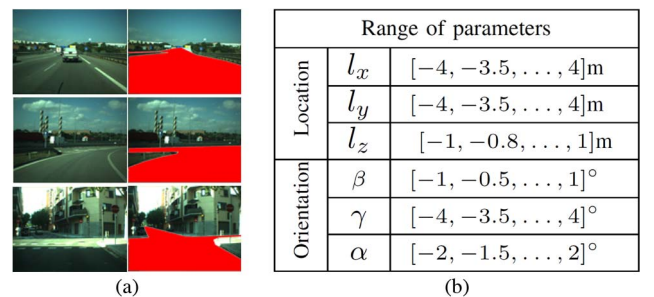 Range of parameters
Location
l_x [−4, −3.5, . . . , 4]m
l_y [−4, −3.5, . . . , 4]m
l_z [−1, −0.8, . . . , 1]m
Orientation
β [−1, −0.5, . . . , 1]°
γ [−4, −3.5, . . . , 4]°
α [−2, −1.5, . . . , 2]°
(a) (b)